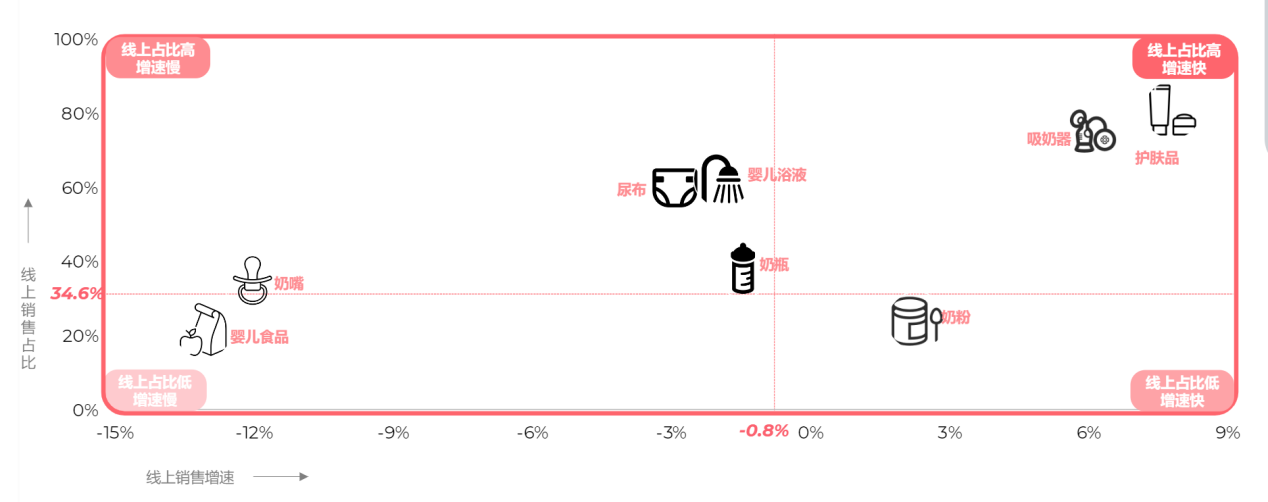 100%
线上占比高
增速慢
线上占比高
增速快
80%
吸奶器
护肤品
60%
尿布
婴儿浴液
40%
奶嘴
奶瓶
34.6%
奶粉
20%
婴儿食品
线上占比低
增速慢
线上占比低
增速快
0%
线上销售占比
-15%
-12%
-9%
-6%
-3%
-0.8%
0%
3%
6%
9%
线上销售增速